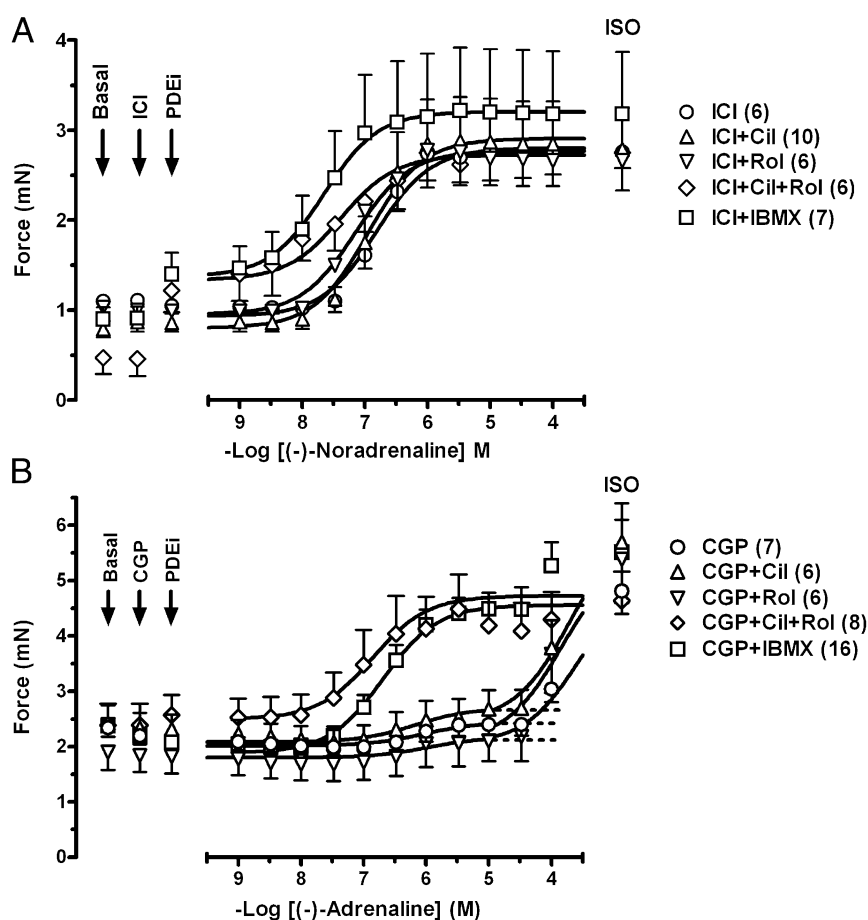 A
ISO
Basal
ICI
PDEi
4
3
2
1
0
Force (mN)
9 8 7 6 5 4
-Log [(-)-Noradrenaline] M
ICI (6)
ICI+Cil (10)
ICI+Rol (6)
ICI+Cil+Rol (6)
ICI+IBMX (7)
B
ISO
Basal
CGP
PDEi
6
5
4
3
2
1
0
Force (mN)
9 8 7 6 5 4
-Log [(-)-Adrenaline] (M)
CGP (7)
CGP+Cil (6)
CGP+Rol (6)
CGP+Cil+Rol (8)
CGP+IBMX (16)